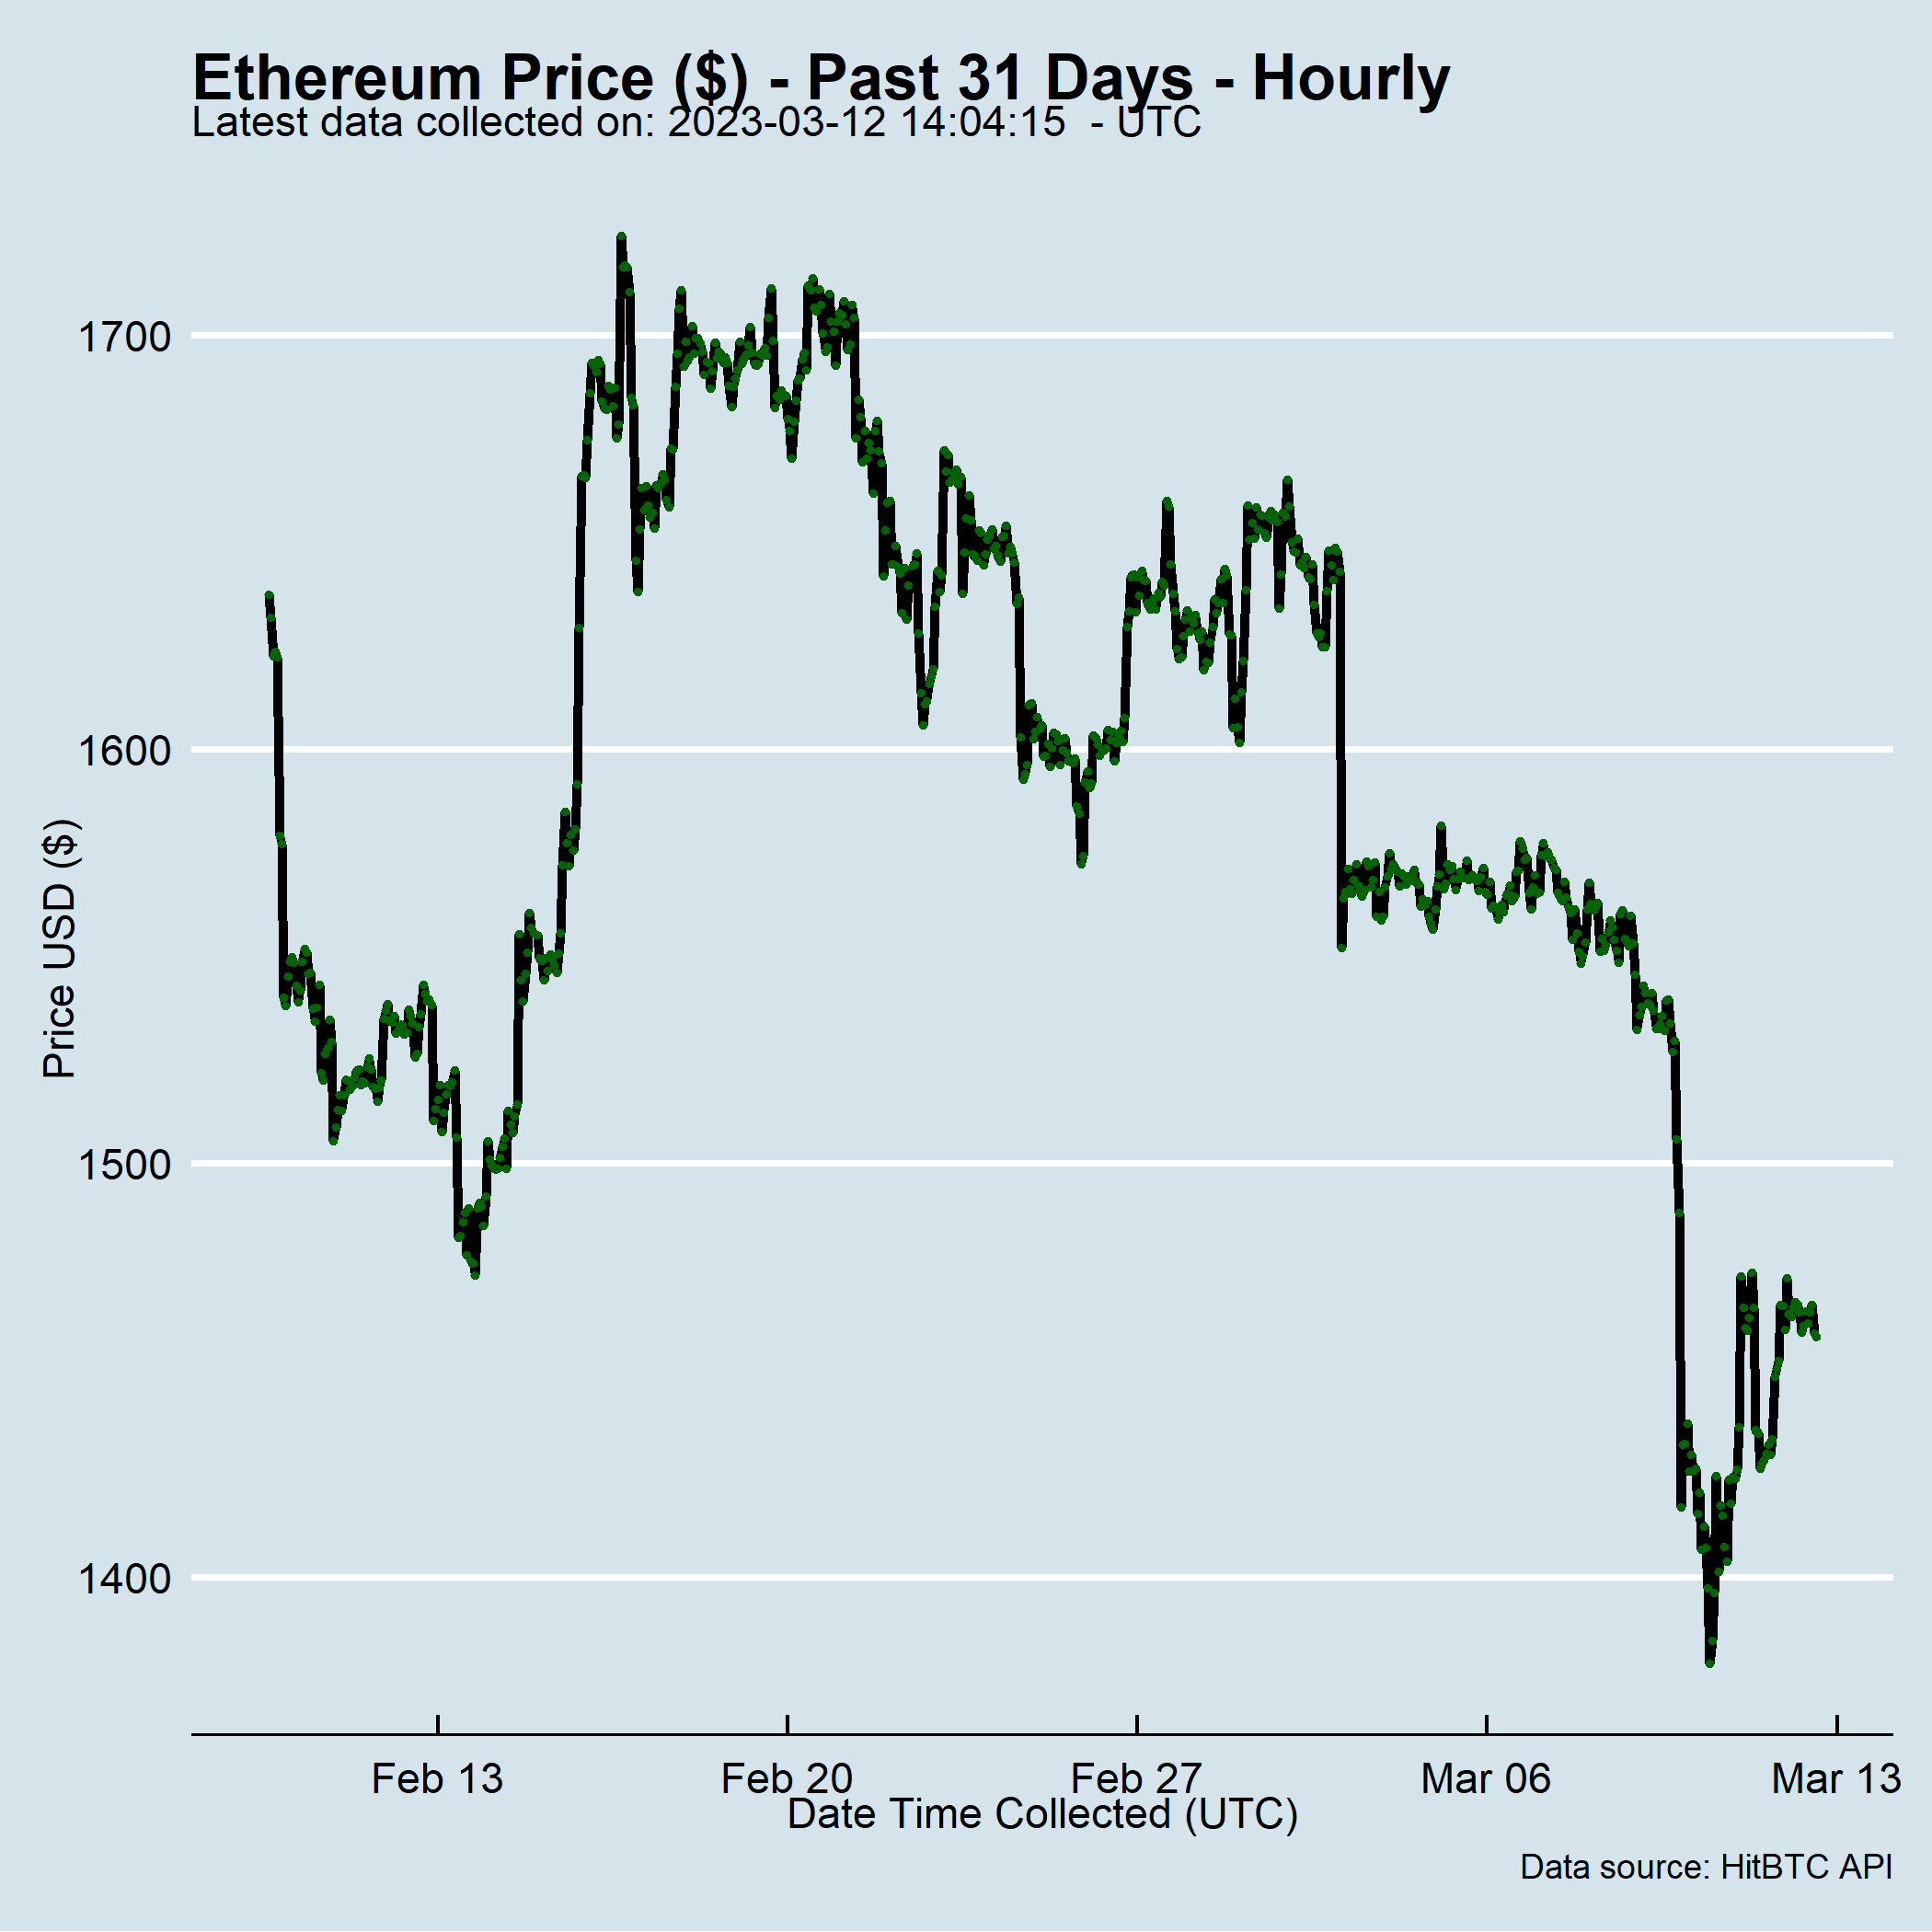 Ethereum Price ($) - Past 31 Days - Hourly
Latest data collected on: 2023-03-12 14:04:15  - UTC
Price USD ($)
1700
1600
1500
1400
Feb 13
Feb 20
Feb 27
Mar 06
Mar 13
Date Time Collected (UTC)
Data source: HitBTC API